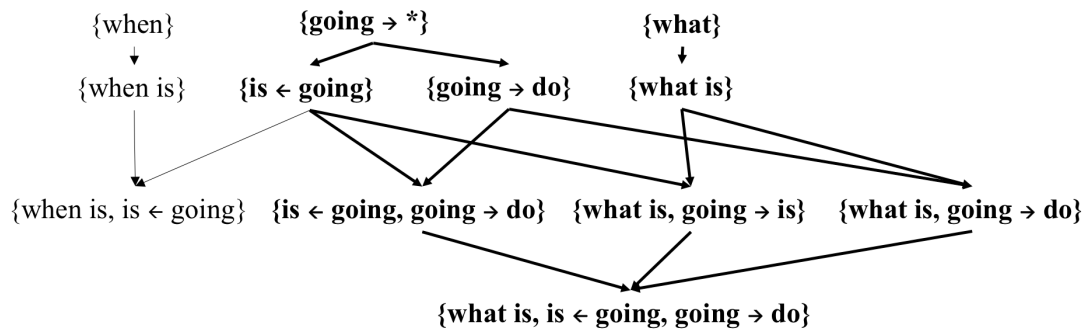 {when} {going → *} {what}
{when is} {is ← going} {going → do} {what is}
{when is, is ← going} {is ← going, going → do} {what is, going → is} {what is, going → do}
{what is, is ← going, going → do}